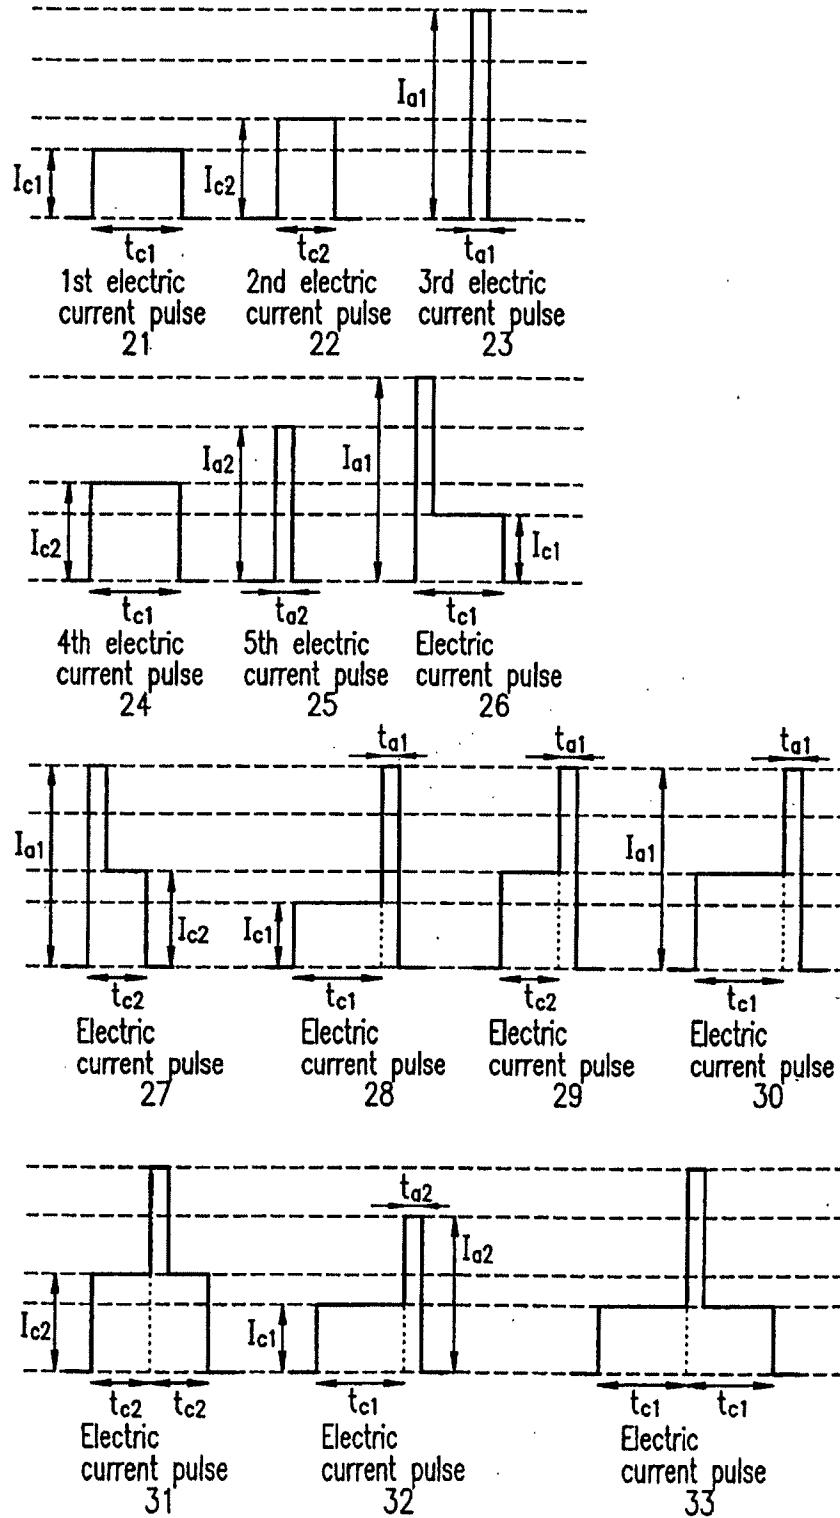 Ic1
Ic2
Ia1
tc1
tc2
ta1
1st electric
current pulse
21
2nd electric
current pulse
22
3rd electric
current pulse
23
Ic2
Ia2
Ia1
Ic1
tc1
ta2
tc1
4th electric
current pulse
24
5th electric
current pulse
25
Electric
current pulse
26
ta1
ta1
ta1
Ia1
Ic2
Ic1
Ia1
tc2
tc1
tc2
tc1
Electric
current pulse
27
Electric
current pulse
28
Electric
current pulse
29
Electric
current pulse
30
ta2
Ic2
Ic1
Ia2
tc2
tc2
tc1
tc1
tc1
Electric
current pulse
31
Electric
current pulse
32
Electric
current pulse
33